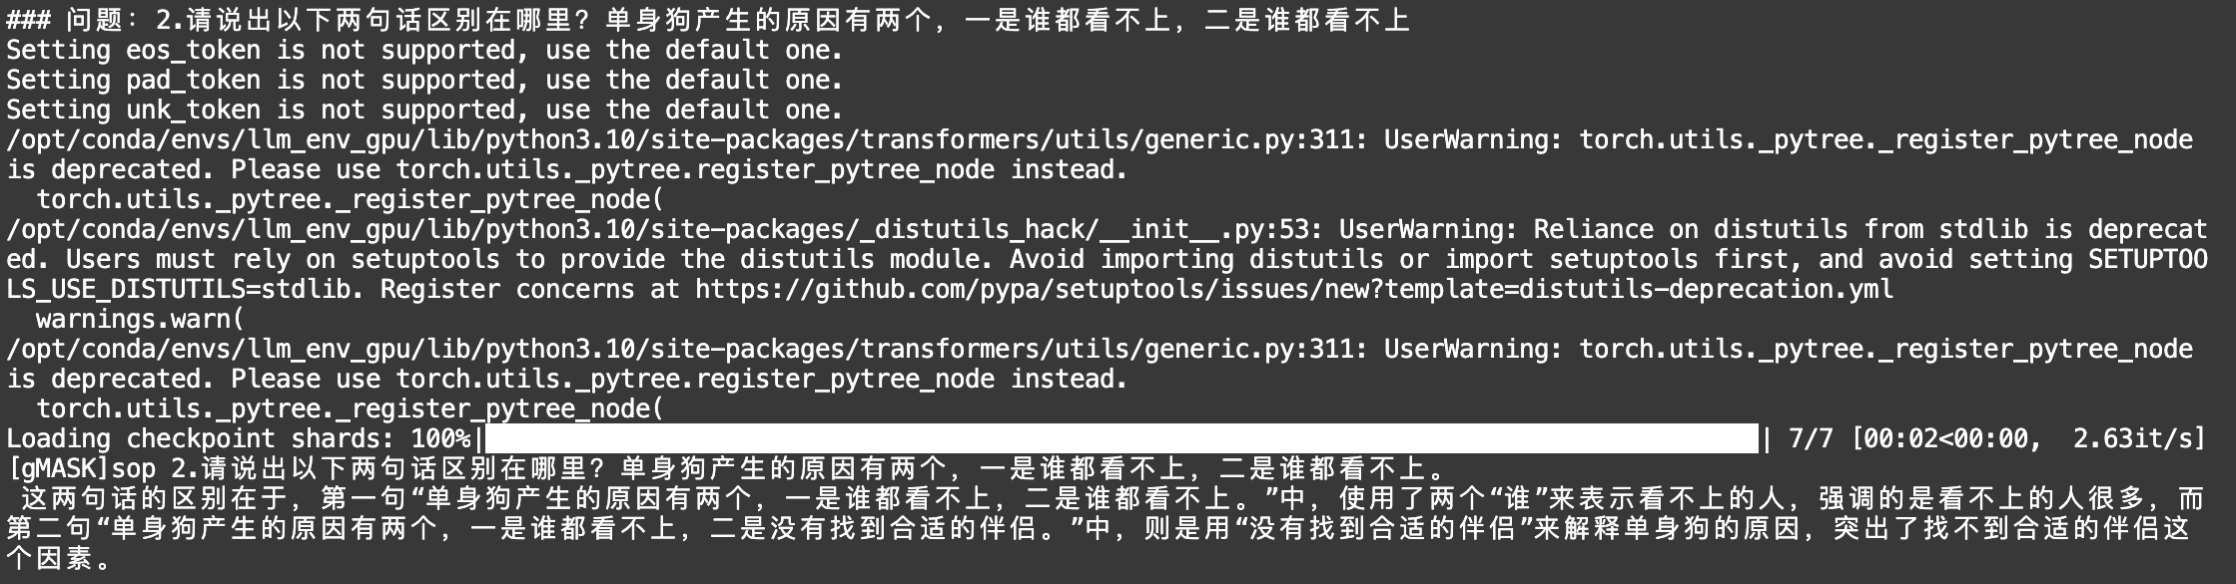 ### 问题: 2.请说出以下两句话区别在哪里？单身狗产生的原因有两个，一是谁都看不上，二是谁都看不上
Setting eos_token is not supported, use the default one.
Setting pad_token is not supported, use the default one.
Setting unk_token is not supported, use the default one.
/opt/conda/envs/llm_env_gpu/lib/python3.10/site-packages/transformers/utils/generic.py:311: UserWarning: torch.utils._pytree._register_pytree_node
is deprecated. Please use torch.utils._pytree.register_pytree_node instead.
  torch.utils._pytree._register_pytree_node(
/opt/conda/envs/llm_env_gpu/lib/python3.10/site-packages/_distutils_hack/__init__.py:53: UserWarning: Reliance on distutils from stdlib is deprecat
ed. Users must rely on setuptools to provide the distutils module. Avoid importing distutils or import setuptools first, and avoid setting SETUPTOO
LS_USE_DISTUTILS=stdlib. Register concerns at https://github.com/pypa/setuptools/issues/new?template=distutils-deprecation.yml
  warnings.warn(
/opt/conda/envs/llm_env_gpu/lib/python3.10/site-packages/transformers/utils/generic.py:311: UserWarning: torch.utils._pytree._register_pytree_node
is deprecated. Please use torch.utils._pytree.register_pytree_node instead.
  torch.utils._pytree._register_pytree_node(
Loading checkpoint shards: 100%|██████████| 7/7 [00:02<00:00,  2.63it/s]
[gMASK]sop 2.请说出以下两句话区别在哪里？单身狗产生的原因有两个，一是谁都看不上，二是谁都看不上。
 这两句话的区别在于，第一句“单身狗产生的原因有两个，一是谁都看不上，二是谁都看不上。”中，使用了两个“谁”来表示看不上的人，强调的是看不上的人很多，而
第二句“单身狗产生的原因有两个，一是谁都看不上，二是没有找到合适的伴侣。”中，则是用“没有找到合适的伴侣”来解释单身狗的原因，突出了找不到合适的伴侣这
个因素。